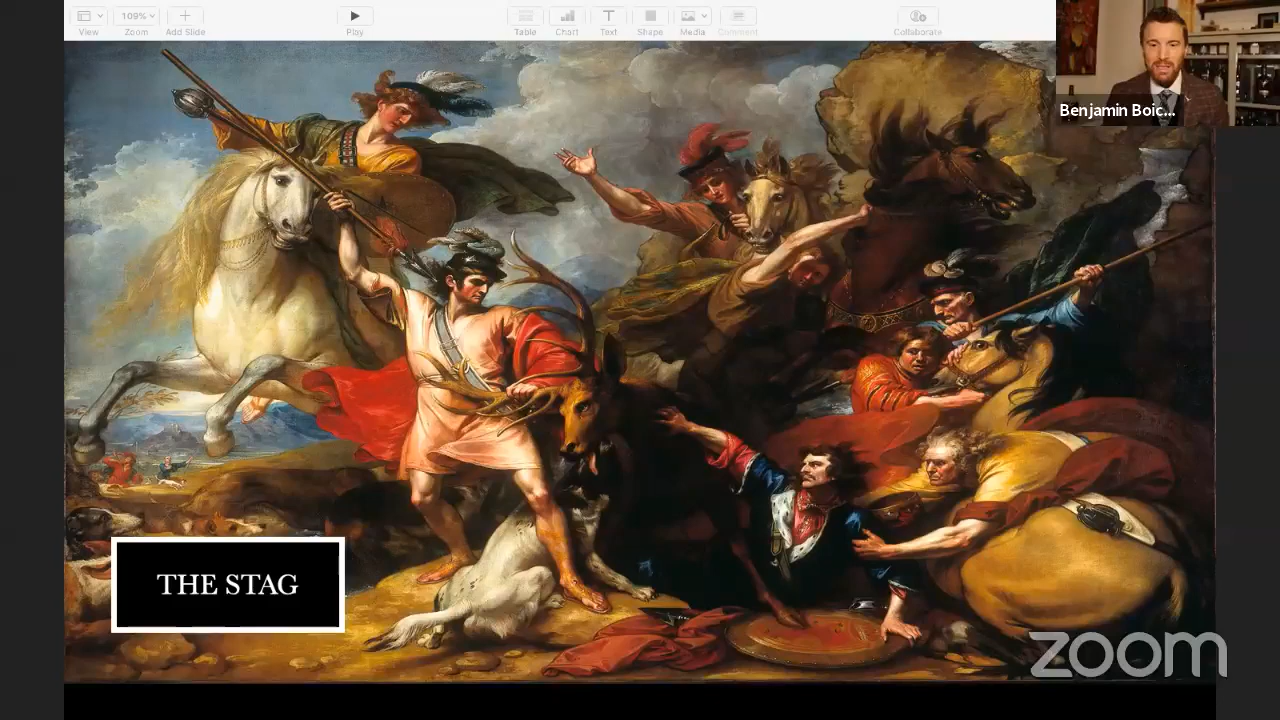 109%
View
Zoom
Add Slide
Play
Table
Chart
Text
Shape
Media
Comment
Collaborate
Benjamin Boic...
THE STAG
zoom